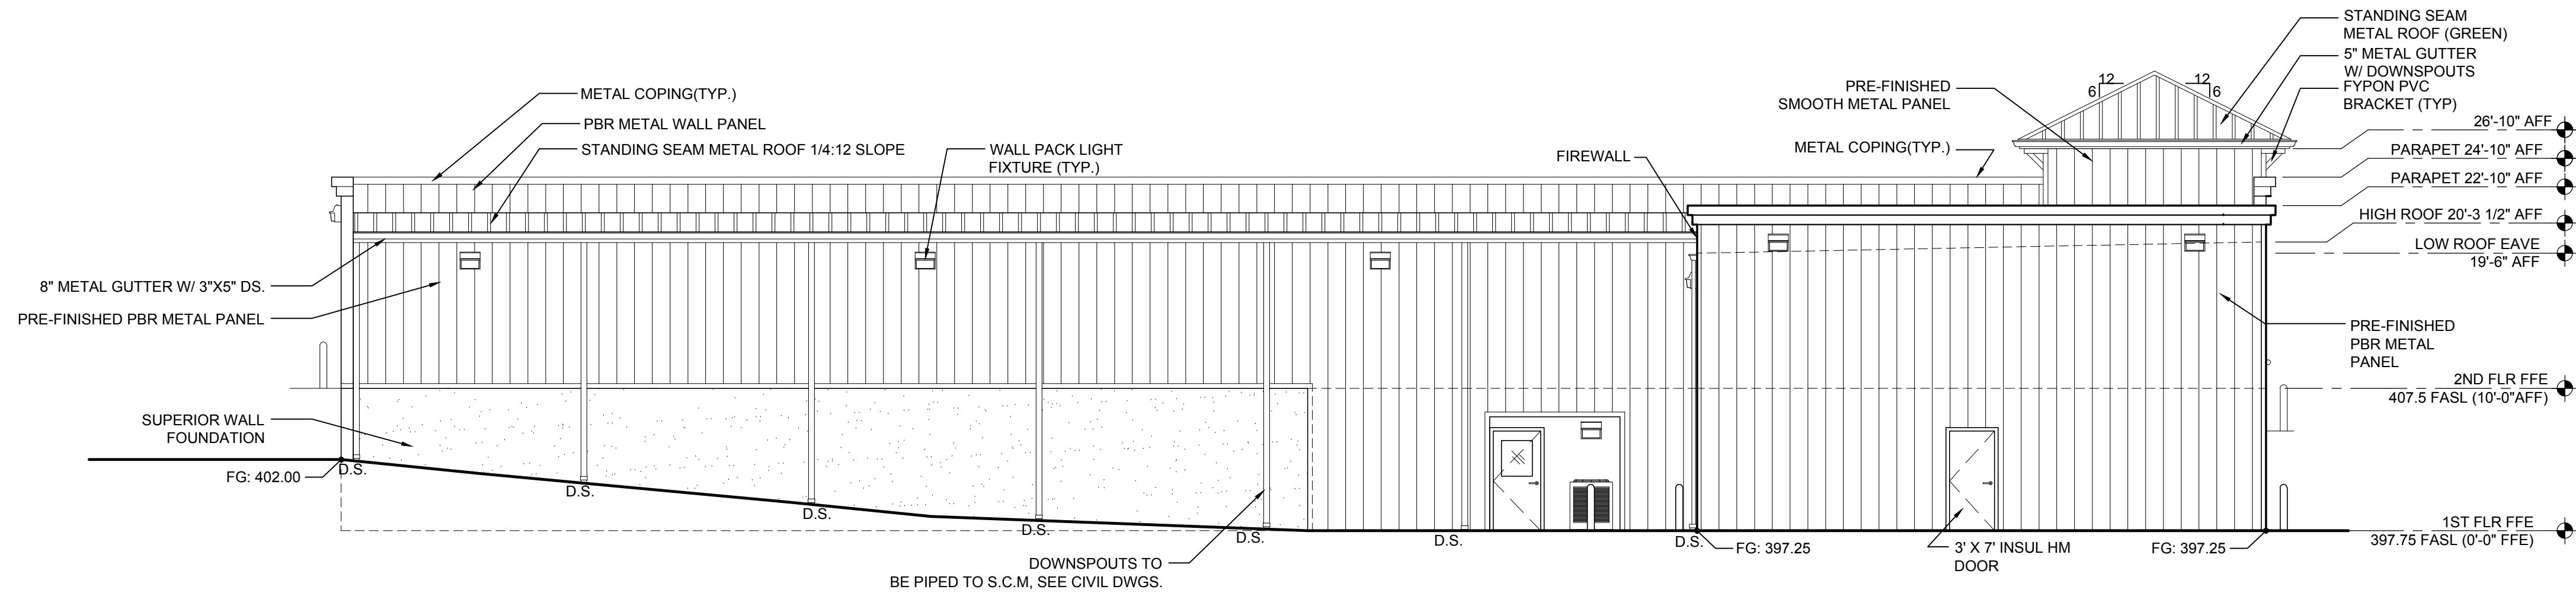 METAL COPING(TYP.)
PBR METAL WALL PANEL
STANDING SEAM METAL ROOF 1/4:12 SLOPE
WALL PACK LIGHT
FIXTURE (TYP.)
8" METAL GUTTER W/ 3"X5" DS.
PRE-FINISHED PBR METAL PANEL
SUPERIOR WALL
FOUNDATION
FG: 402.00
D.S.
D.S.
D.S.
D.S.
D.S.
D.S.
D.S.
DOWNSPOUTS TO
BE PIPED TO S.C.M, SEE CIVIL DWGS.
FIREWALL
METAL COPING(TYP.)
PRE-FINISHED
SMOOTH METAL PANEL
12
6
12
6
STANDING SEAM
METAL ROOF (GREEN)
5" METAL GUTTER
W/ DOWNSPOUTS
FYPON PVC
BRACKET (TYP)
26'-10" AFF
PARAPET 24'-10" AFF
PARAPET 22'-10" AFF
HIGH ROOF 20'-3 1/2" AFF
LOW ROOF EAVE
19'-6" AFF
PRE-FINISHED
PBR METAL
PANEL
2ND FLR FFE
407.5 FASL (10'-0"AFF)
1ST FLR FFE
397.75 FASL (0'-0" FFE)
FG: 397.25
3' X 7' INSUL HM
DOOR
FG: 397.25